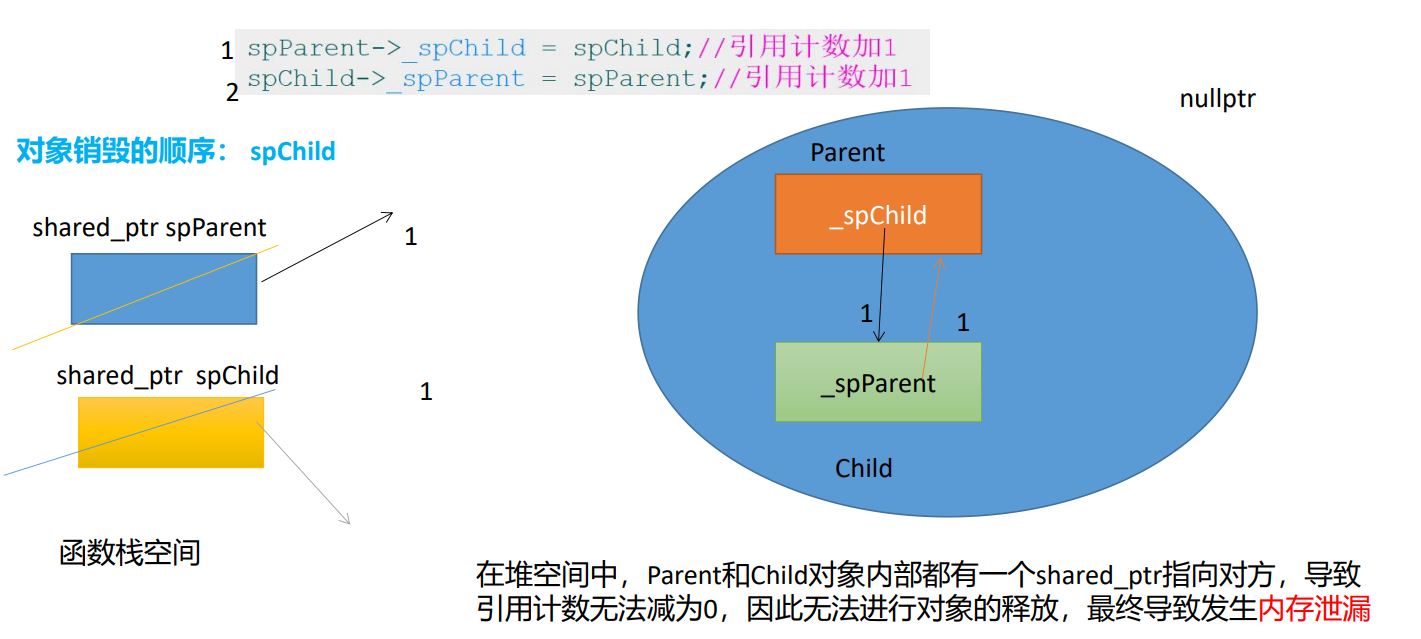 1
spParent->_spChild = spChild;//引用计数加1
2
spChild->_spParent = spParent;//引用计数加1
nullptr
对象销毁的顺序： spChild
Parent
_spChild
shared_ptr spParent
1
1
1
shared_ptr spChild
1
_spParent
Child
函数栈空间
在堆空间中，Parent和Child对象内部都有一个shared_ptr指向对方，导致
引用计数无法减为0，因此无法进行对象的释放，最终导致发生内存泄漏